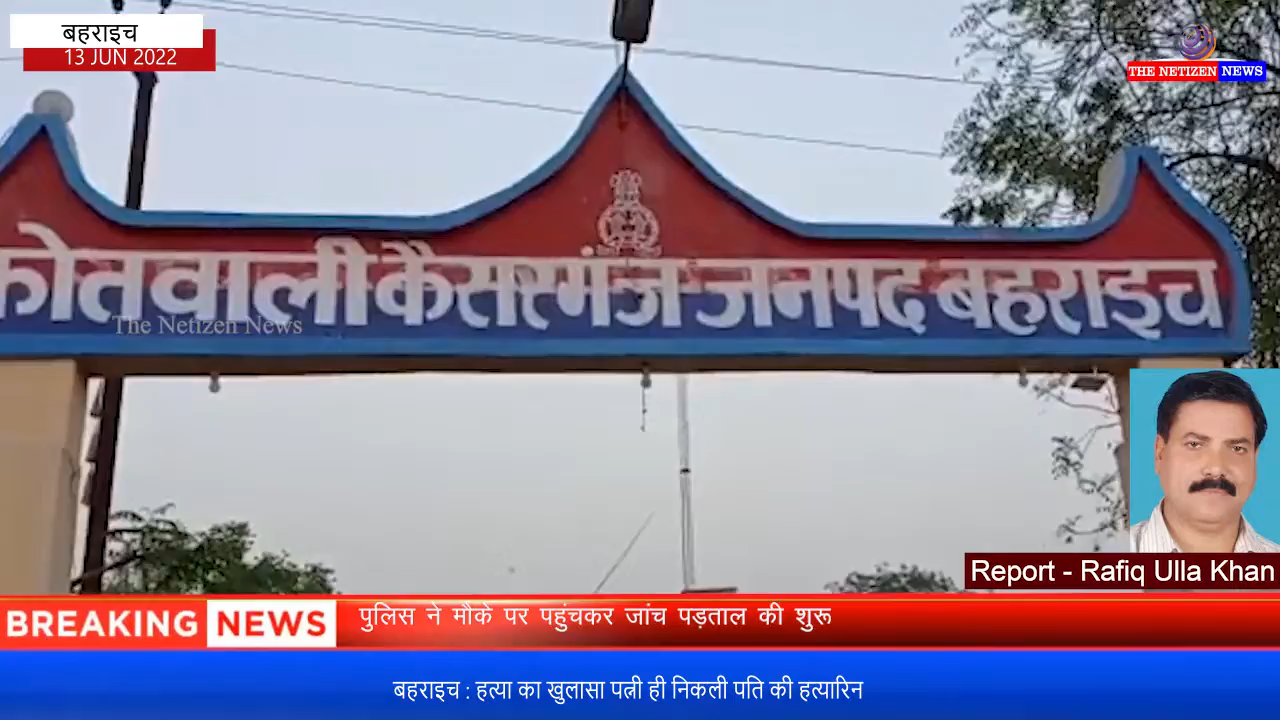 बहराइच
13 JUN 2022
THE NETIZEN NEWS
कोतवाली कैसरगंज जनपद बहराइच
The Netizen News
Report - Rafiq Ulla Khan
BREAKING NEWS
पुलिस ने मौके पर पहुंचकर जांच पड़ताल की शुरू
बहराइच : हत्या का खुलासा पत्नी ही निकली पति की हत्यारिन